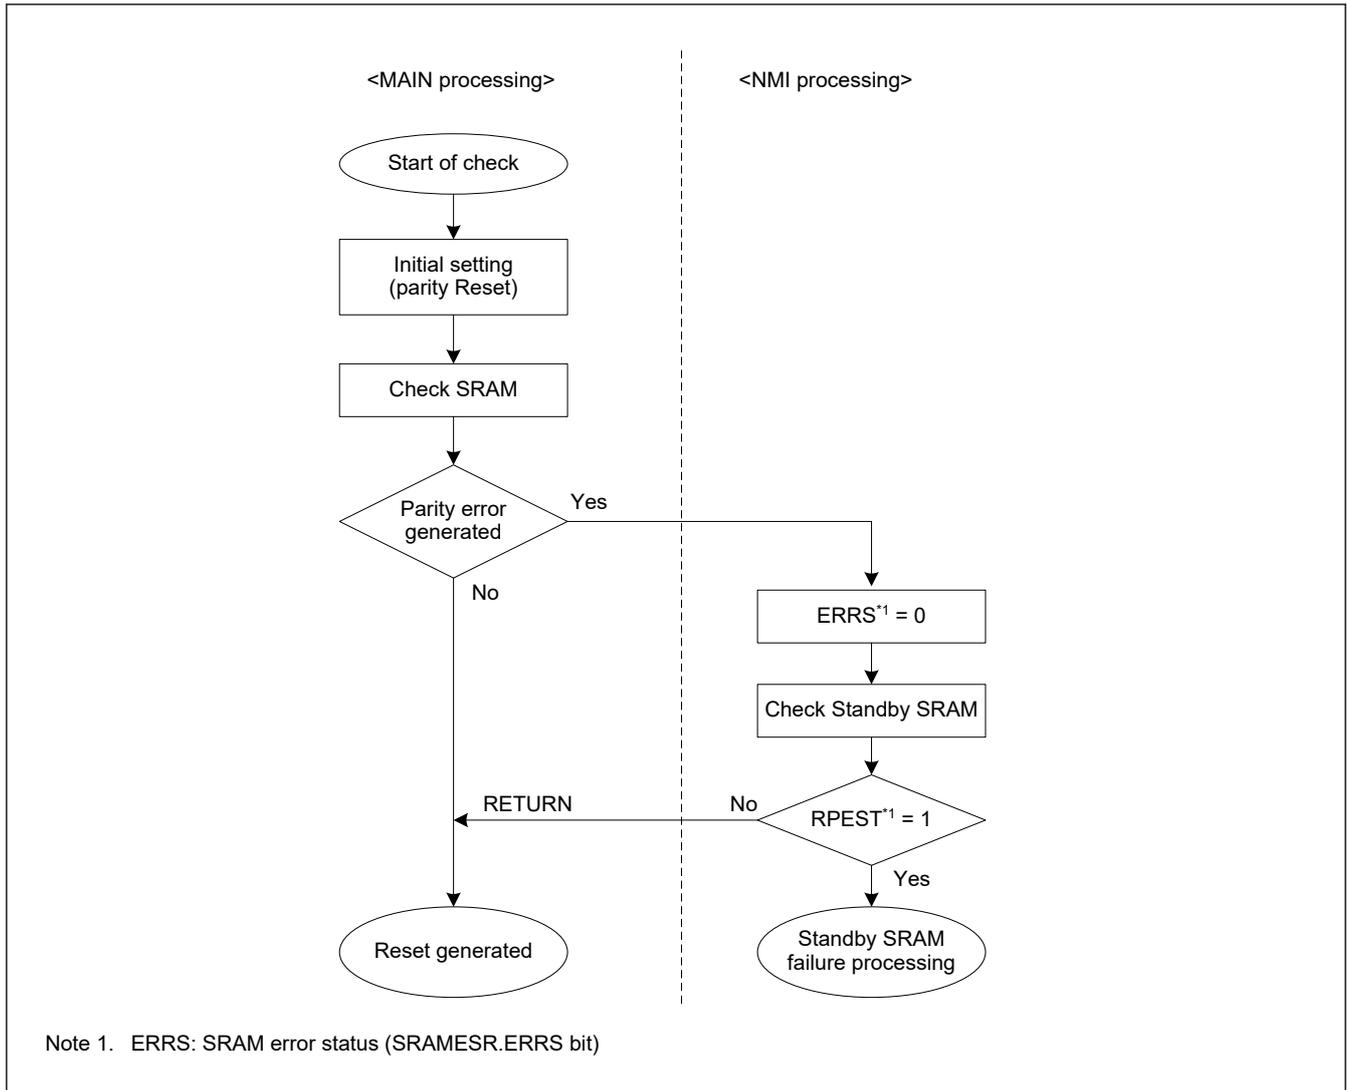 <MAIN processing>
<NMI processing>
Start of check
Initial setting
(parity Reset)
Check SRAM
Parity error
generated
Yes
No
ERRS*1 = 0
Check Standby SRAM
RPEST*1 = 1
No
RETURN
Yes
Reset generated
Standby SRAM
failure processing
Note 1. ERRS: SRAM error status (SRAMESR.ERRS bit)